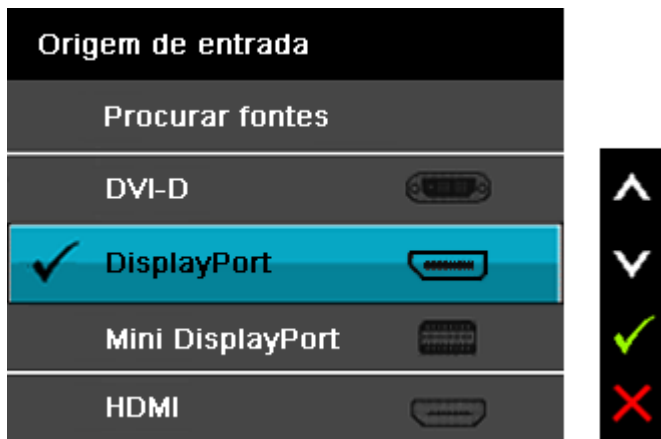 Origem de entrada
Procurar fontes
DVI-D
DisplayPort
Mini DisplayPort
HDMI